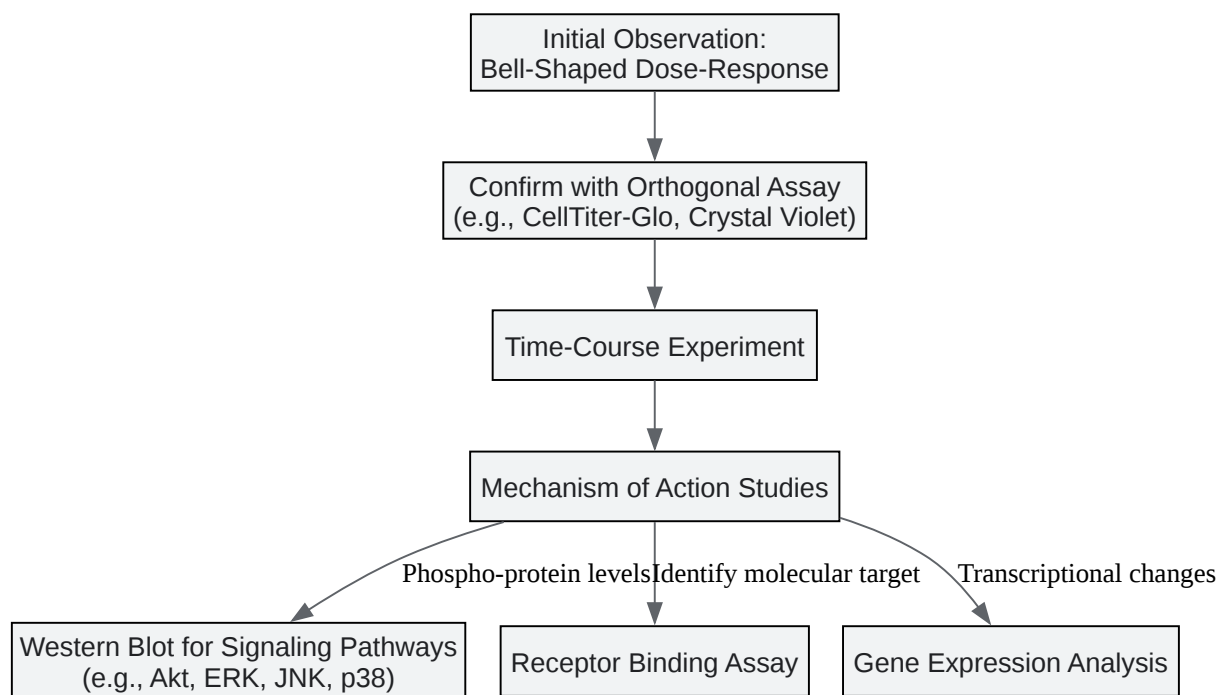 Initial Observation:
Bell-Shaped Dose-Response
Confirm with Orthogonal Assay
(e.g., CellTiter-Glo, Crystal Violet)
Time-Course Experiment
Mechanism of Action Studies
Phospho-protein levels
Identify molecular target
Transcriptional changes
Western Blot for Signaling Pathways
(e.g., Akt, ERK, JNK, p38)
Receptor Binding Assay
Gene Expression Analysis